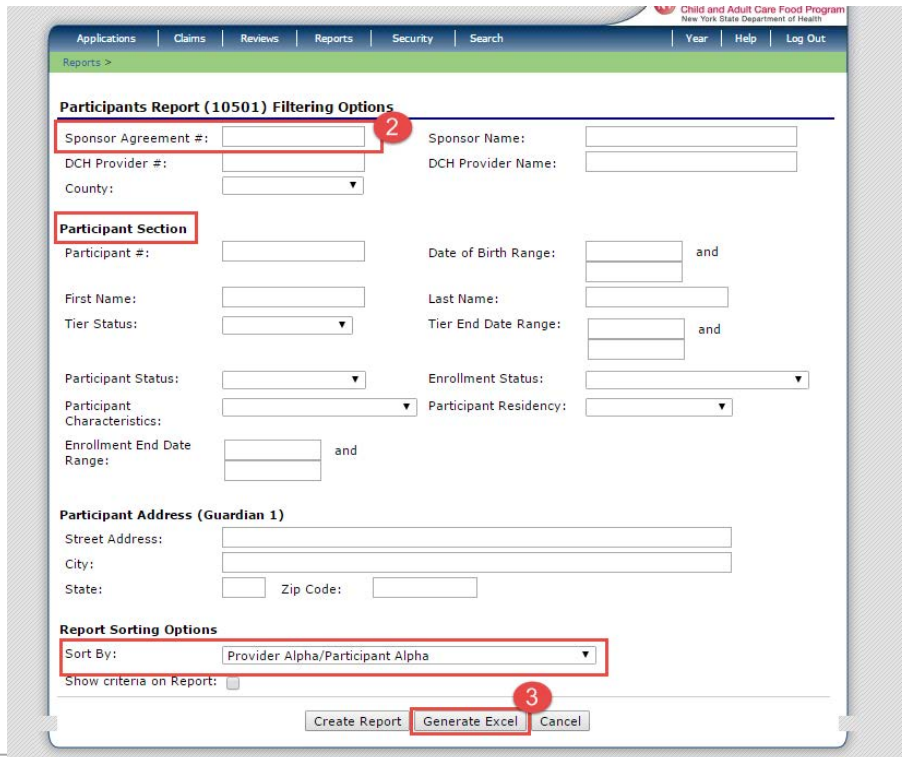 Child and Adult Care Food Program
New York State Department of Health
Applications | Claims | Reviews | Reports | Security | Search | Year | Help | Log Out
Reports >
Participants Report (10501) Filtering Options
Sponsor Agreement #: 2 Sponsor Name:
DCH Provider #: DCH Provider Name:
County:
Participant Section
Participant #: Date of Birth Range: and
First Name: Last Name:
Tier Status: Tier End Date Range: and
Participant Status: Enrollment Status:
Participant Characteristics: Participant Residency:
Enrollment End Date Range: and
Participant Address (Guardian 1)
Street Address:
City:
State: Zip Code:
Report Sorting Options
Sort By: Provider Alpha/Participant Alpha
Show criteria on Report:
3
Create Report Generate Excel Cancel